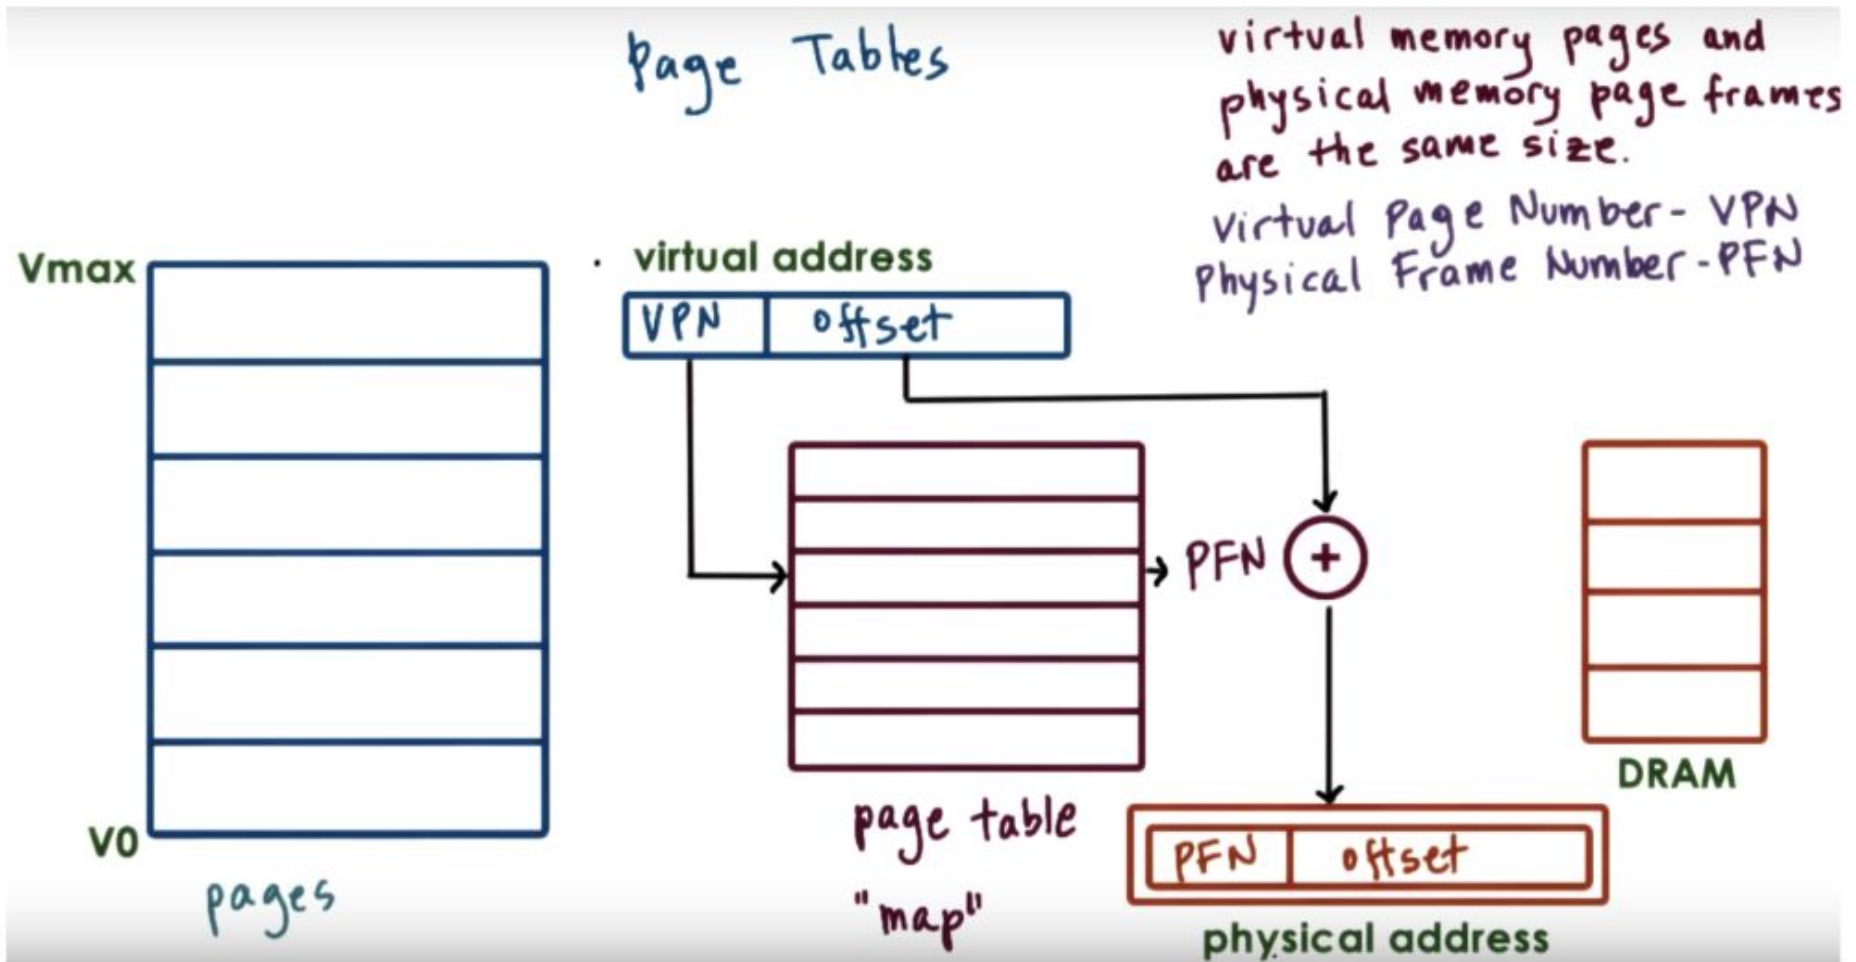 Page Tables
virtual memory pages and
physical memory page frames
are the same size.
Virtual Page Number- VPN
Physical Frame Number-PFN
Vmax
virtual address
VPN offset
PFN +
DRAM
V0
pages
page table
"map"
PFN offset
physical address